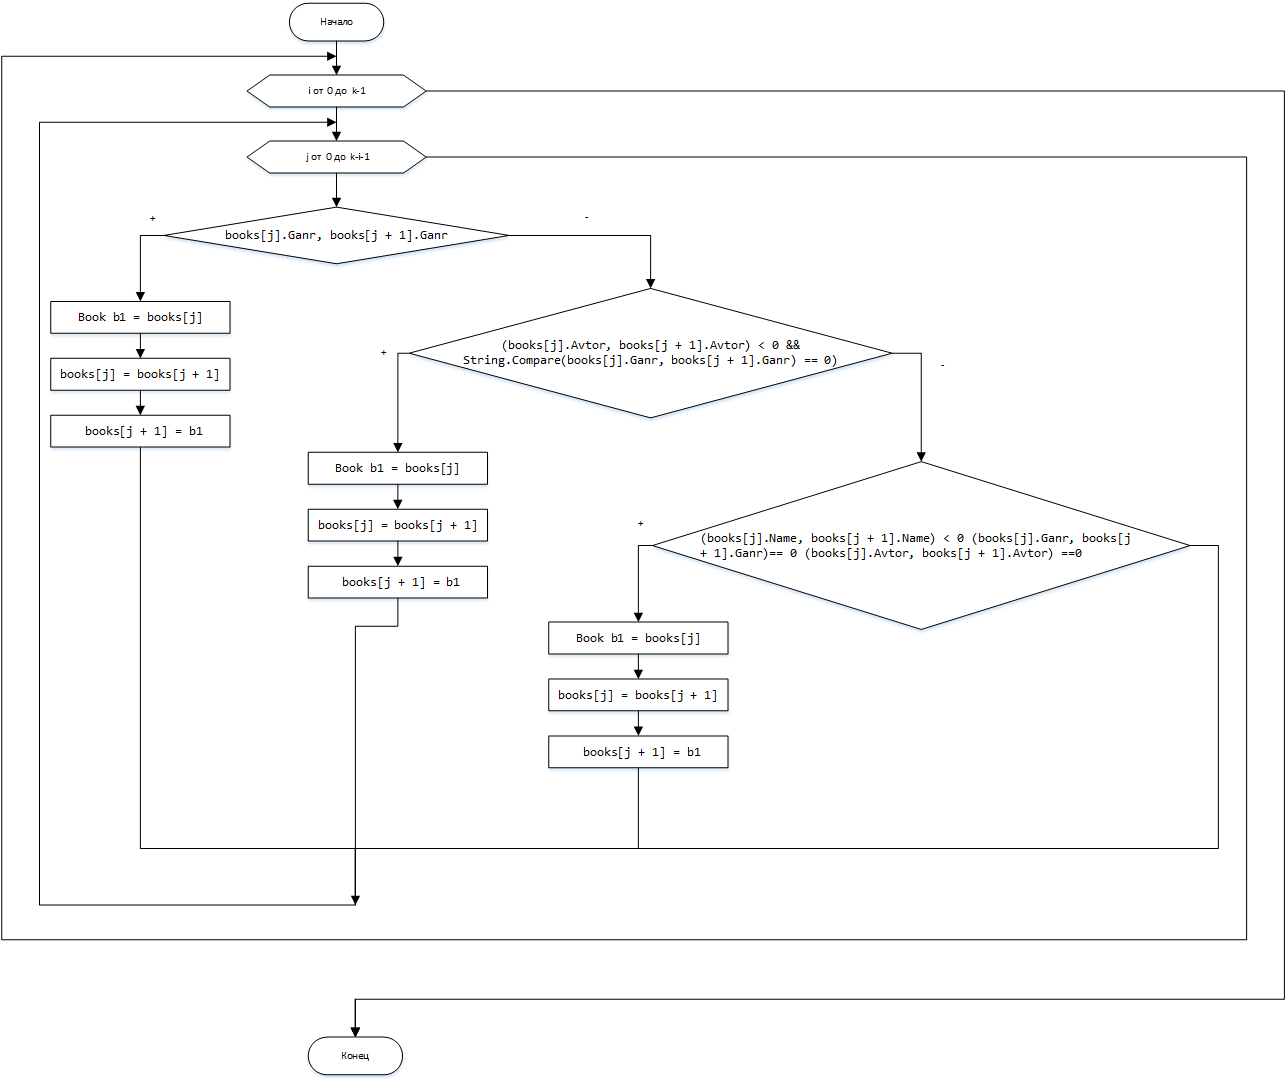 Начало
i от 0 до k-1
j от 0 до k-i-1
+
-
books[j].Ganr, books[j + 1].Ganr
Book b1 = books[j]
books[j] = books[j + 1]
books[j + 1] = b1
+
-
(books[j].Avtor, books[j + 1].Avtor) < 0 &&
String.Compare(books[j].Ganr, books[j + 1].Ganr) == 0)
Book b1 = books[j]
books[j] = books[j + 1]
books[j + 1] = b1
+
(books[j].Name, books[j + 1].Name) < 0 (books[j].Ganr, books[j
+ 1].Ganr)== 0 (books[j].Avtor, books[j + 1].Avtor) ==0
Book b1 = books[j]
books[j] = books[j + 1]
books[j + 1] = b1
Конец